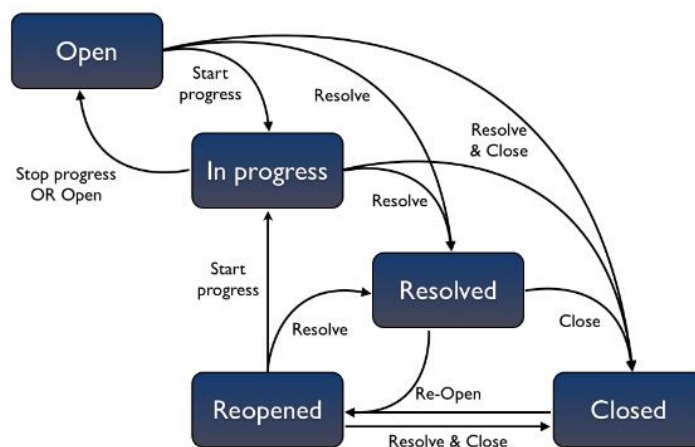 Open
Start
progress
Resolve
Resolve
& Close
Stop progress
OR Open
In progress
Resolve
Start
progress
Resolved
Resolve
Close
Re-Open
Reopened
Closed
Resolve & Close